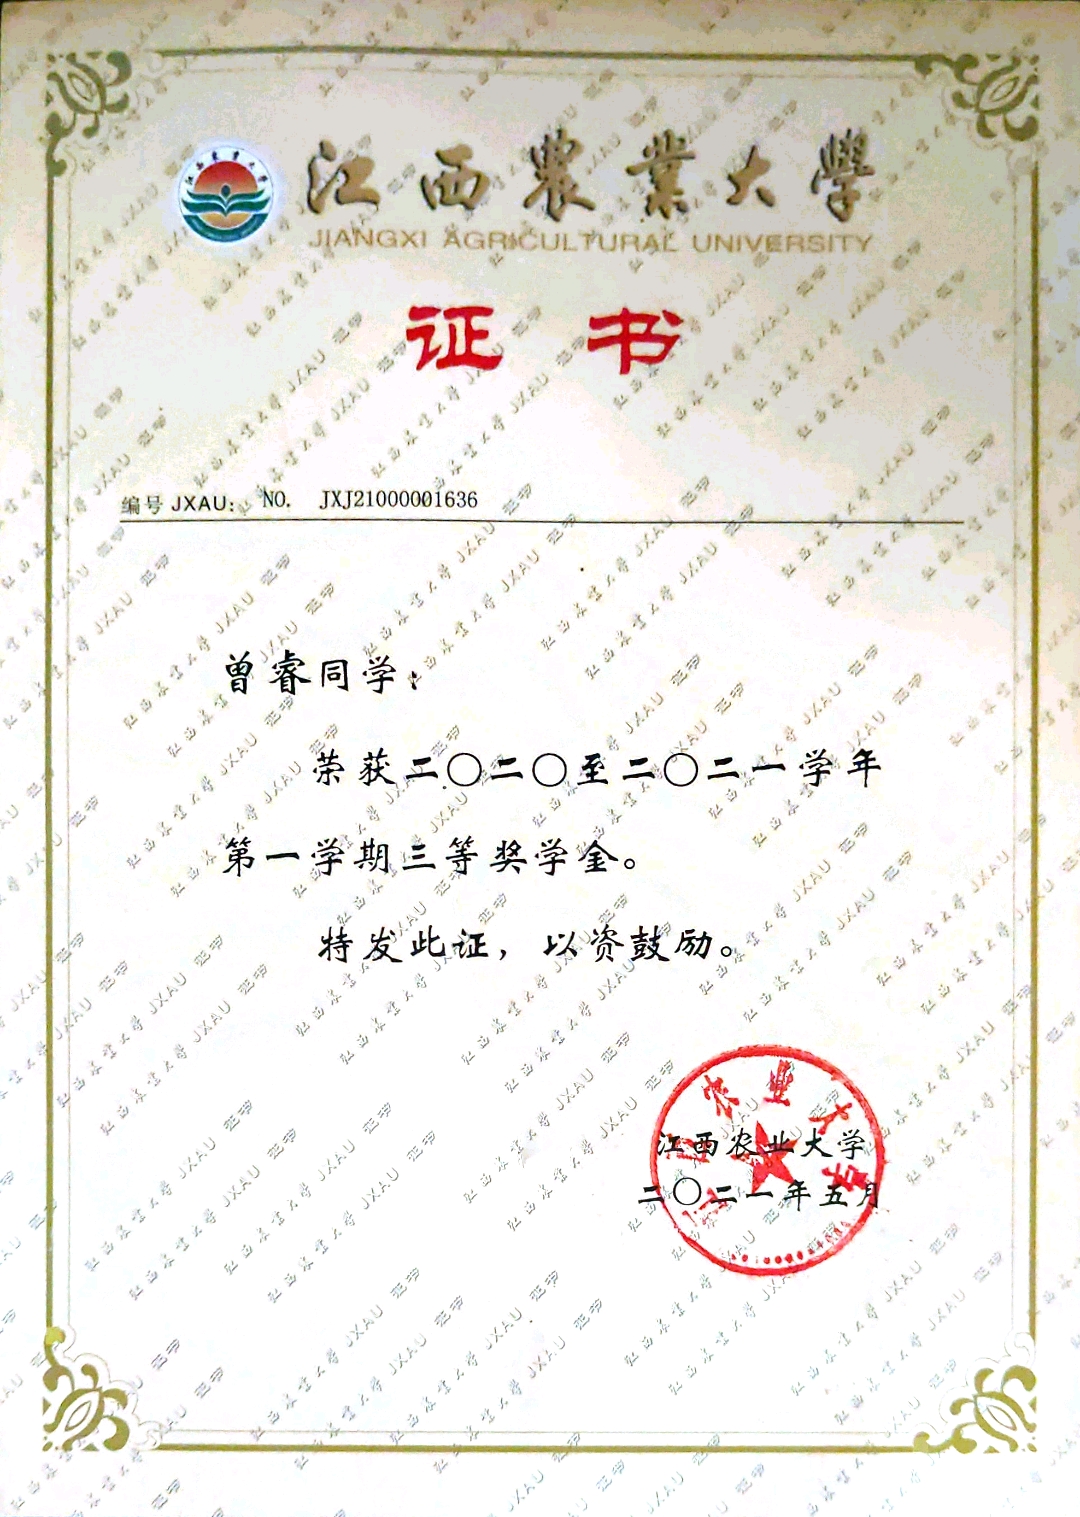 江西農業大學
JIANGXI AGRICULTURAL UNIVERSITY
证书
编号 JXAU: NO. JXJ21000001636
曾睿同学:
荣获二〇二〇至二〇二一学年
第一学期三等奖学金。
特发此证，以资鼓励。
江西农业大学
二〇二一年五月